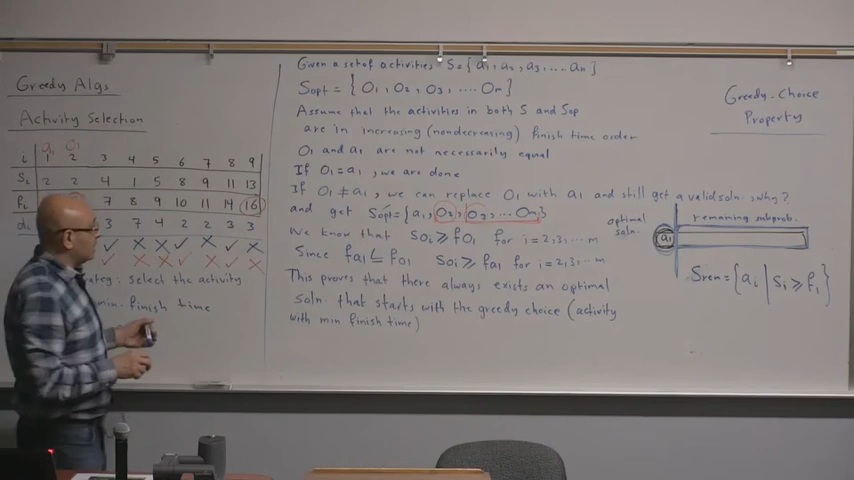 Greedy Algs
Activity Selection
a1 O1
i 1 2 3 4 5 6 7 8 9
Si 2 2 4 1 5 8 9 11 13
7 8 9 10 11 14 16
di 3 7 4 2 2 3 3
select the activity
min. finish time
Given a set of activities S = {a1, a2, a3, .... an}
Sopt = {O1, O2, O3, .... Om}
Assume that the activities in both S and Sop
are in increasing (nondecreasing) finish time order
O1 and a1 are not necessarily equal
If O1 = a1, we are done
If O1 ≠ a1, we can replace O1 with a1 and still get a valid soln. why?
and get Sopt = {a1, O2, O3, ... Om}
We know that SOi ≥ fO1 for i = 2,3, ... m
Since fa1 ≤ fO1 SOi ≥ fa1 for i = 2,3, ... m
This proves that there always exists an optimal
soln that starts with the greedy choice (activity
with min finish time)
Greedy-Choice
Property
optimal
soln.
a1
remaining subprob.
Srem = {ai | Si ≥ f1}